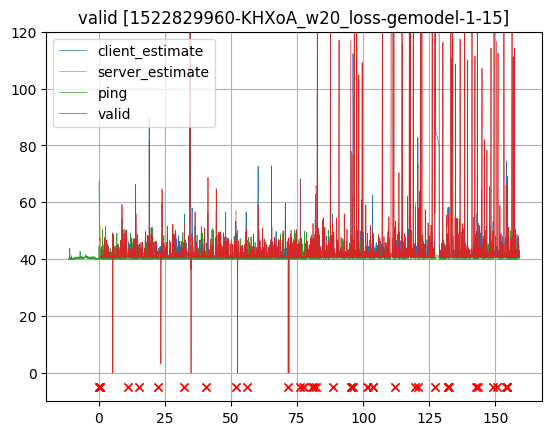 valid [1522829960-KHXoA_w20_loss-gemodel-1-15]
client_estimate
server_estimate
ping
valid
120
100
80
60
40
20
0
0
25
50
75
100
125
150